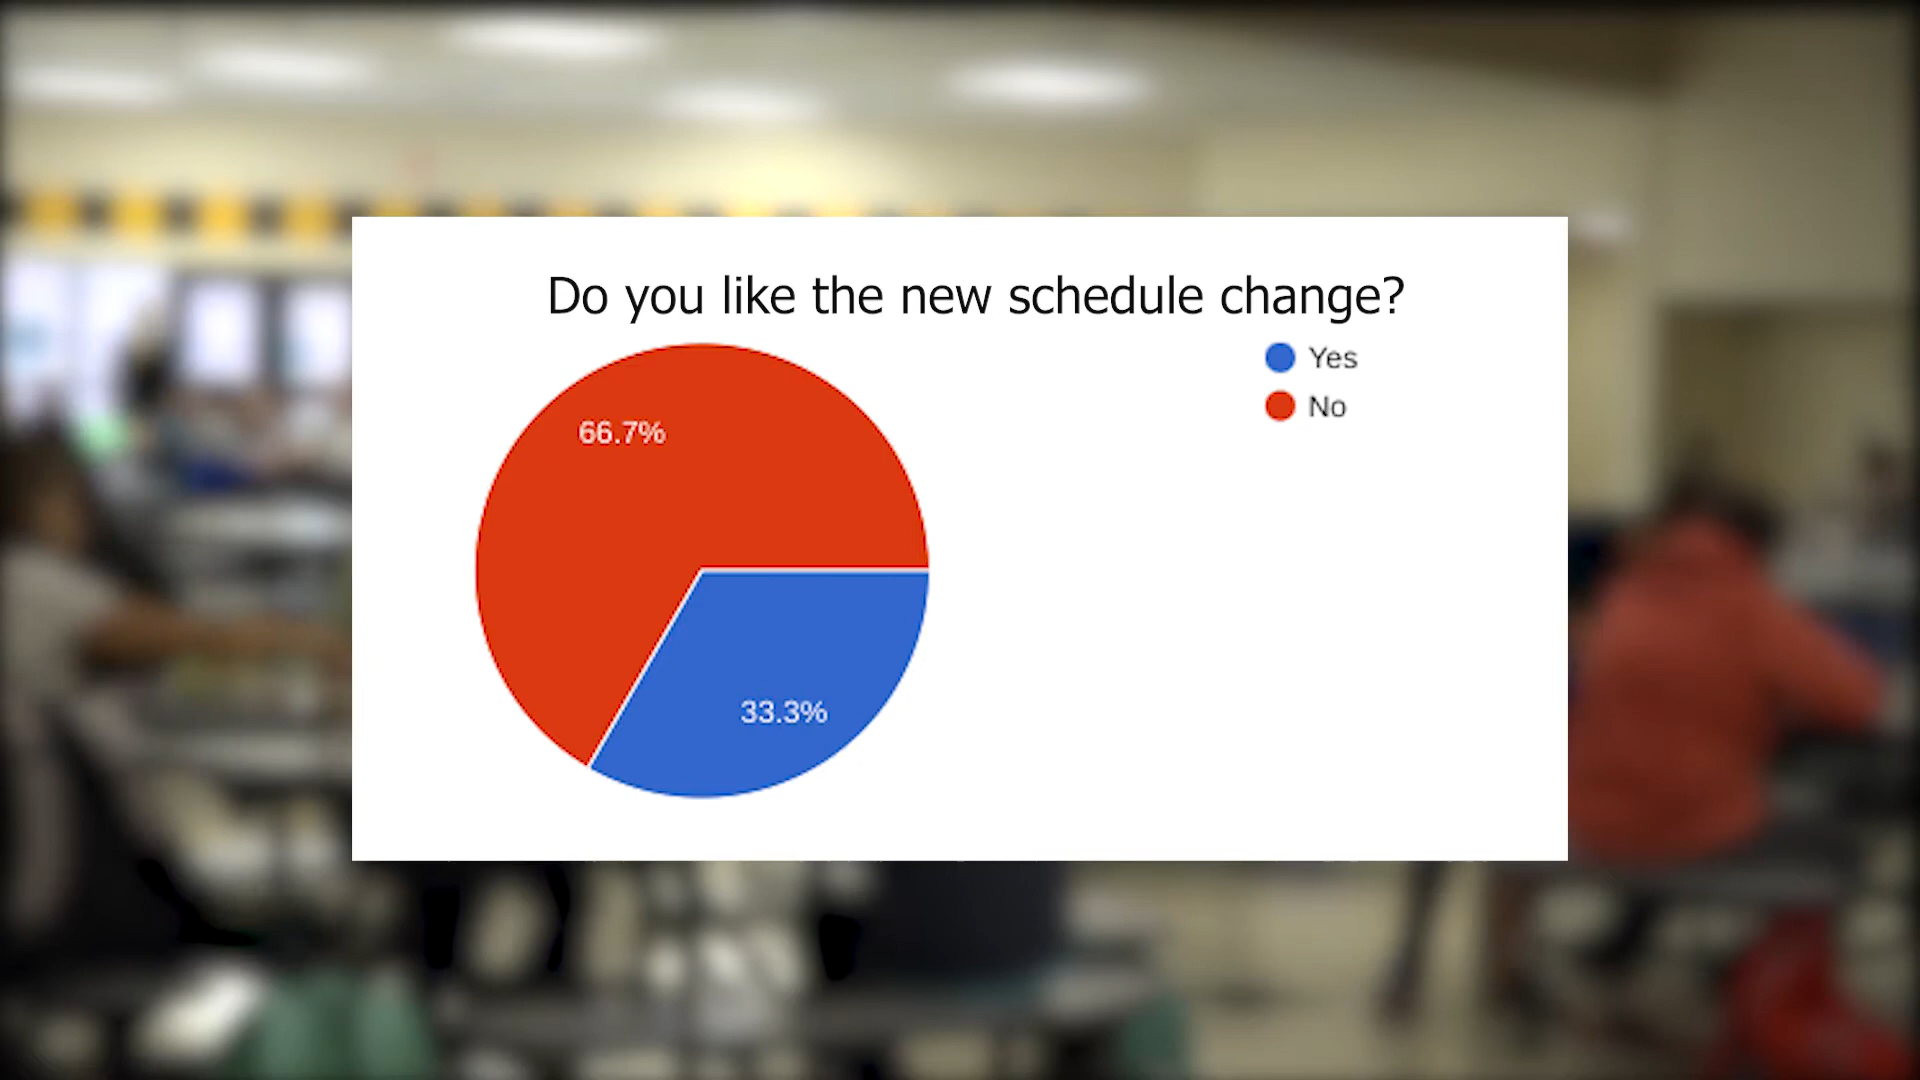 Do you like the new schedule change?
Yes
No
66.7%
33.3%